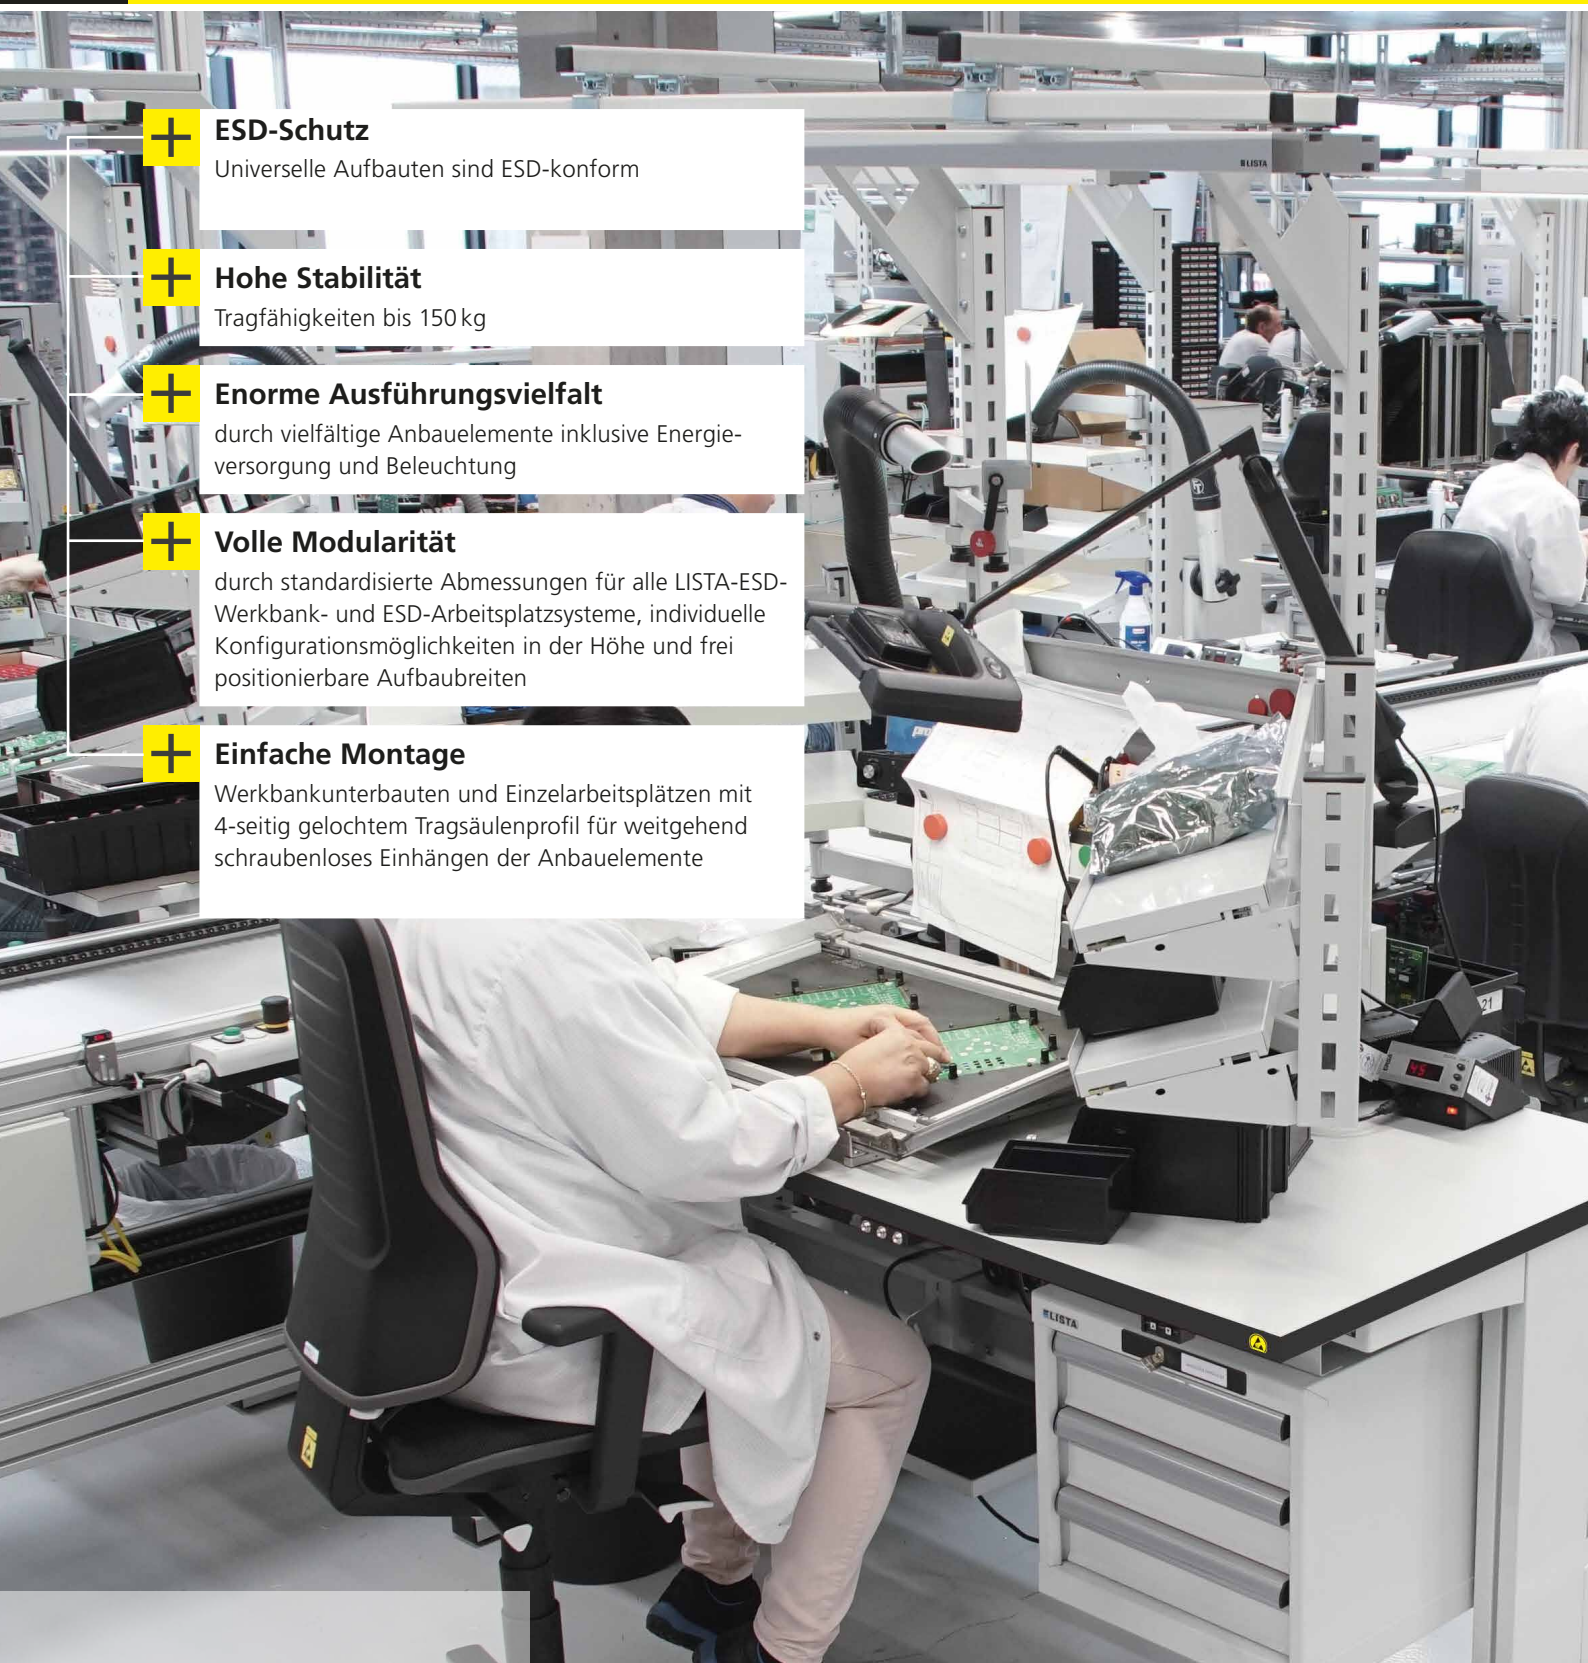 ESD-Schutz
Universelle Aufbauten sind ESD-konform
LISTA
Hohe Stabilität
Tragfähigkeiten bis 150 kg
Enorme Ausführungsvielfalt
durch vielfältige Anbauelemente inklusive Energie-
versorgung und Beleuchtung
Volle Modularität
durch standardisierte Abmessungen für alle LISTA-ESD-
Werkbank- und ESD-Arbeitsplatzsysteme, individuelle
Konfigurationsmöglichkeiten in der Höhe und frei
positionierbare Aufbaubreiten
Einfache Montage
Werkbankunterbauten und Einzelarbeitsplätzen mit
4-seitig gelochtem Tragsäulenprofil für weitgehend
schraubenloses Einhängen der Anbauelemente
21
45
LISTA